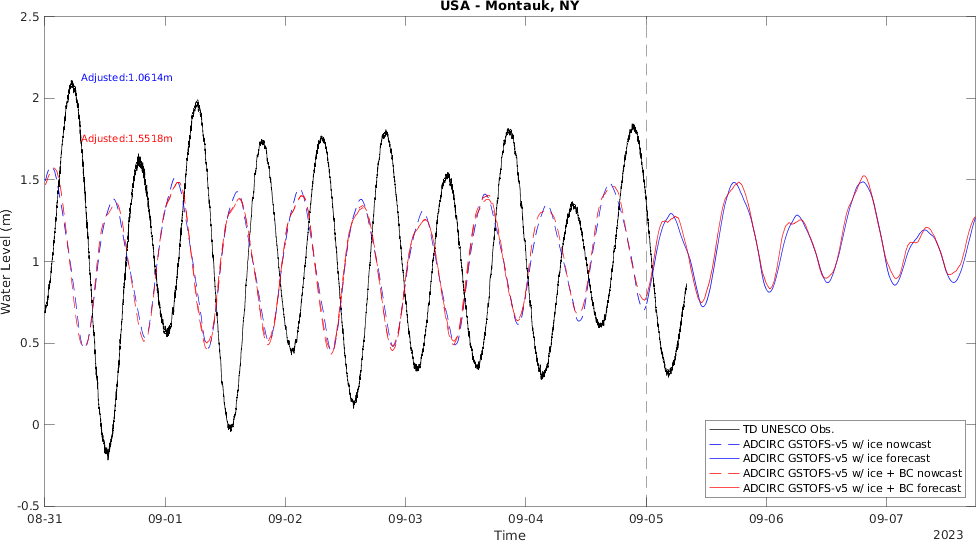 USA - Montauk, NY
2.5
2
1.5
1
0.5
0
-0.5
Water Level (m)
Adjusted:1.0614m
Adjusted:1.5518m
TD UNESCO Obs.
ADCIRC GSTOFS-v5 w/ ice nowcast
ADCIRC GSTOFS-v5 w/ ice forecast
ADCIRC GSTOFS-v5 w/ ice + BC nowcast
ADCIRC GSTOFS-v5 w/ ice + BC forecast
08-31 09-01 09-02 09-03 09-04 09-05 09-06 09-07
Time
2023